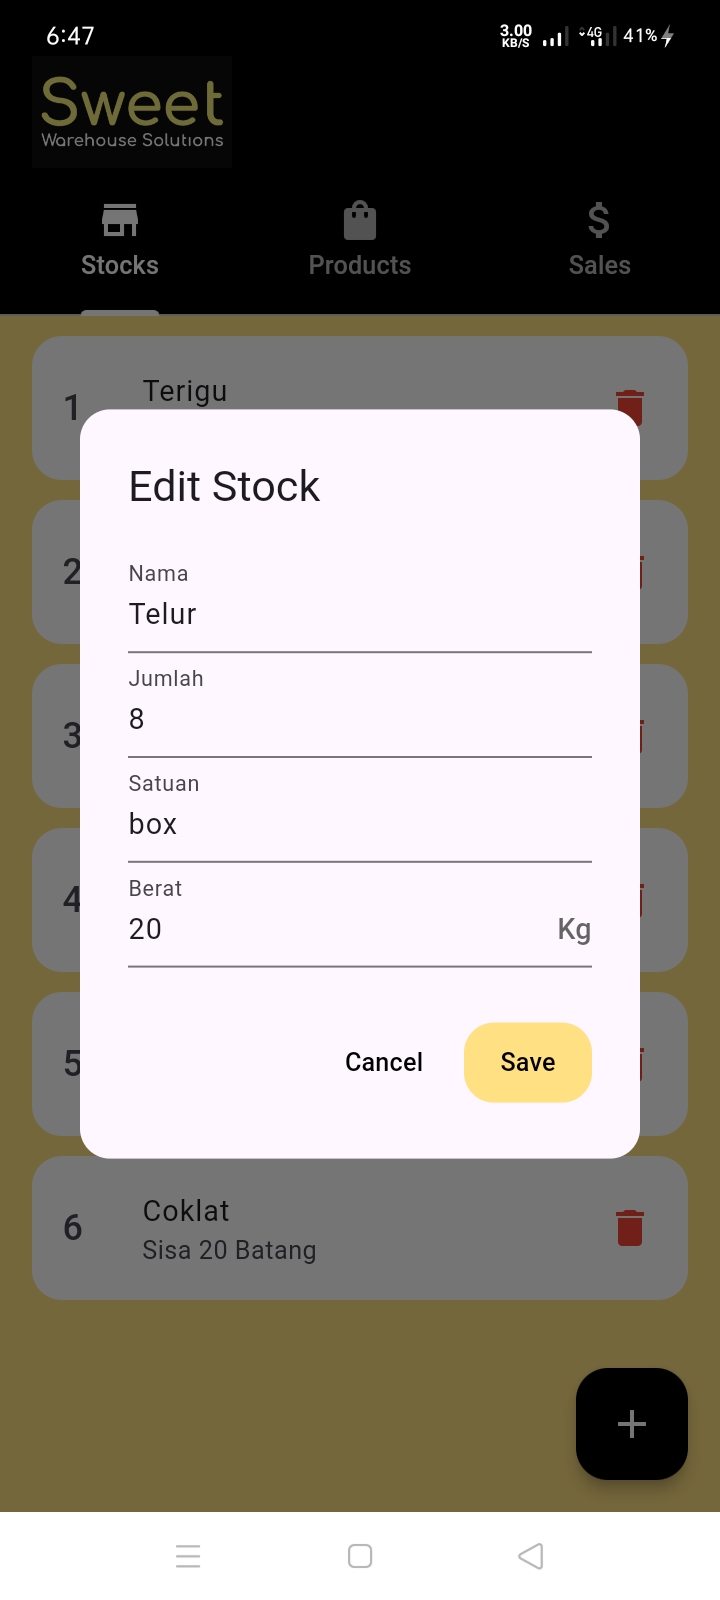 6:47
3.00
KB/S
4G
41%
Sweet
Warehouse Solutions
Stocks
Products
Sales
1
Terigu
2
3
4
5
Edit Stock
Nama
Telur
Jumlah
8
Satuan
box
Berat
20
Kg
Cancel
Save
6
Coklat
Sisa 20 Batang